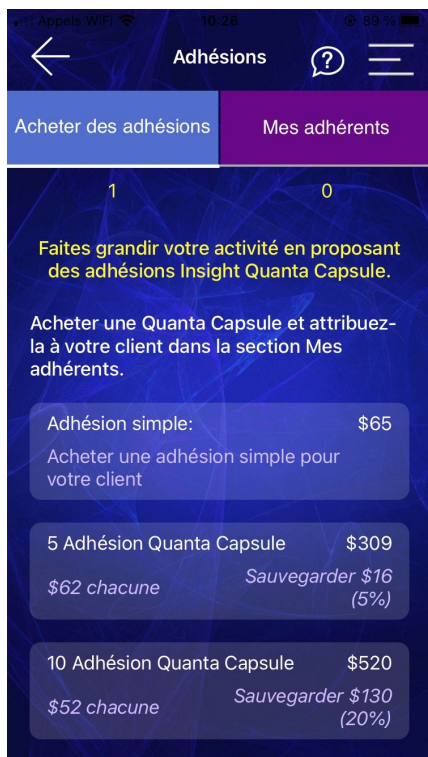 Appels WiFi 10:26 89 %
Adhésions
Acheter des adhésions Mes adhérents
1 0
Faites grandir votre activité en proposant
des adhésions Insight Quanta Capsule.
Acheter une Quanta Capsule et attribuez-
la à votre client dans la section Mes
adhérents.
Adhésion simple: $65
Acheter une adhésion simple pour
votre client
5 Adhésion Quanta Capsule $309
$62 chacune Sauvegarder $16
(5%)
10 Adhésion Quanta Capsule $520
$52 chacune Sauvegarder $130
(20%)